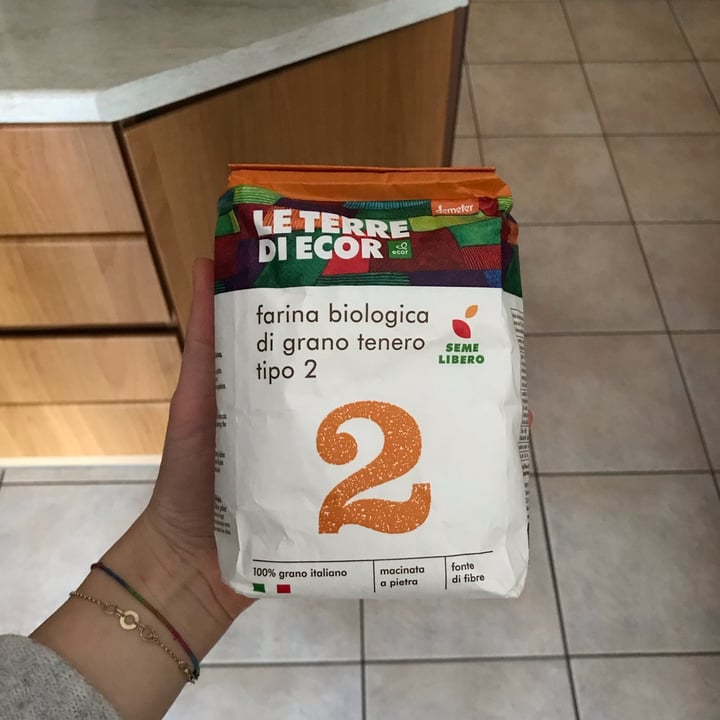 demeter
LE TERRE
DI ECOR
ecor
farina biologica
di grano tenero
tipo 2
SEME
LIBERO
2
100% grano italiano
macinata
a pietra
fonte
di fibre